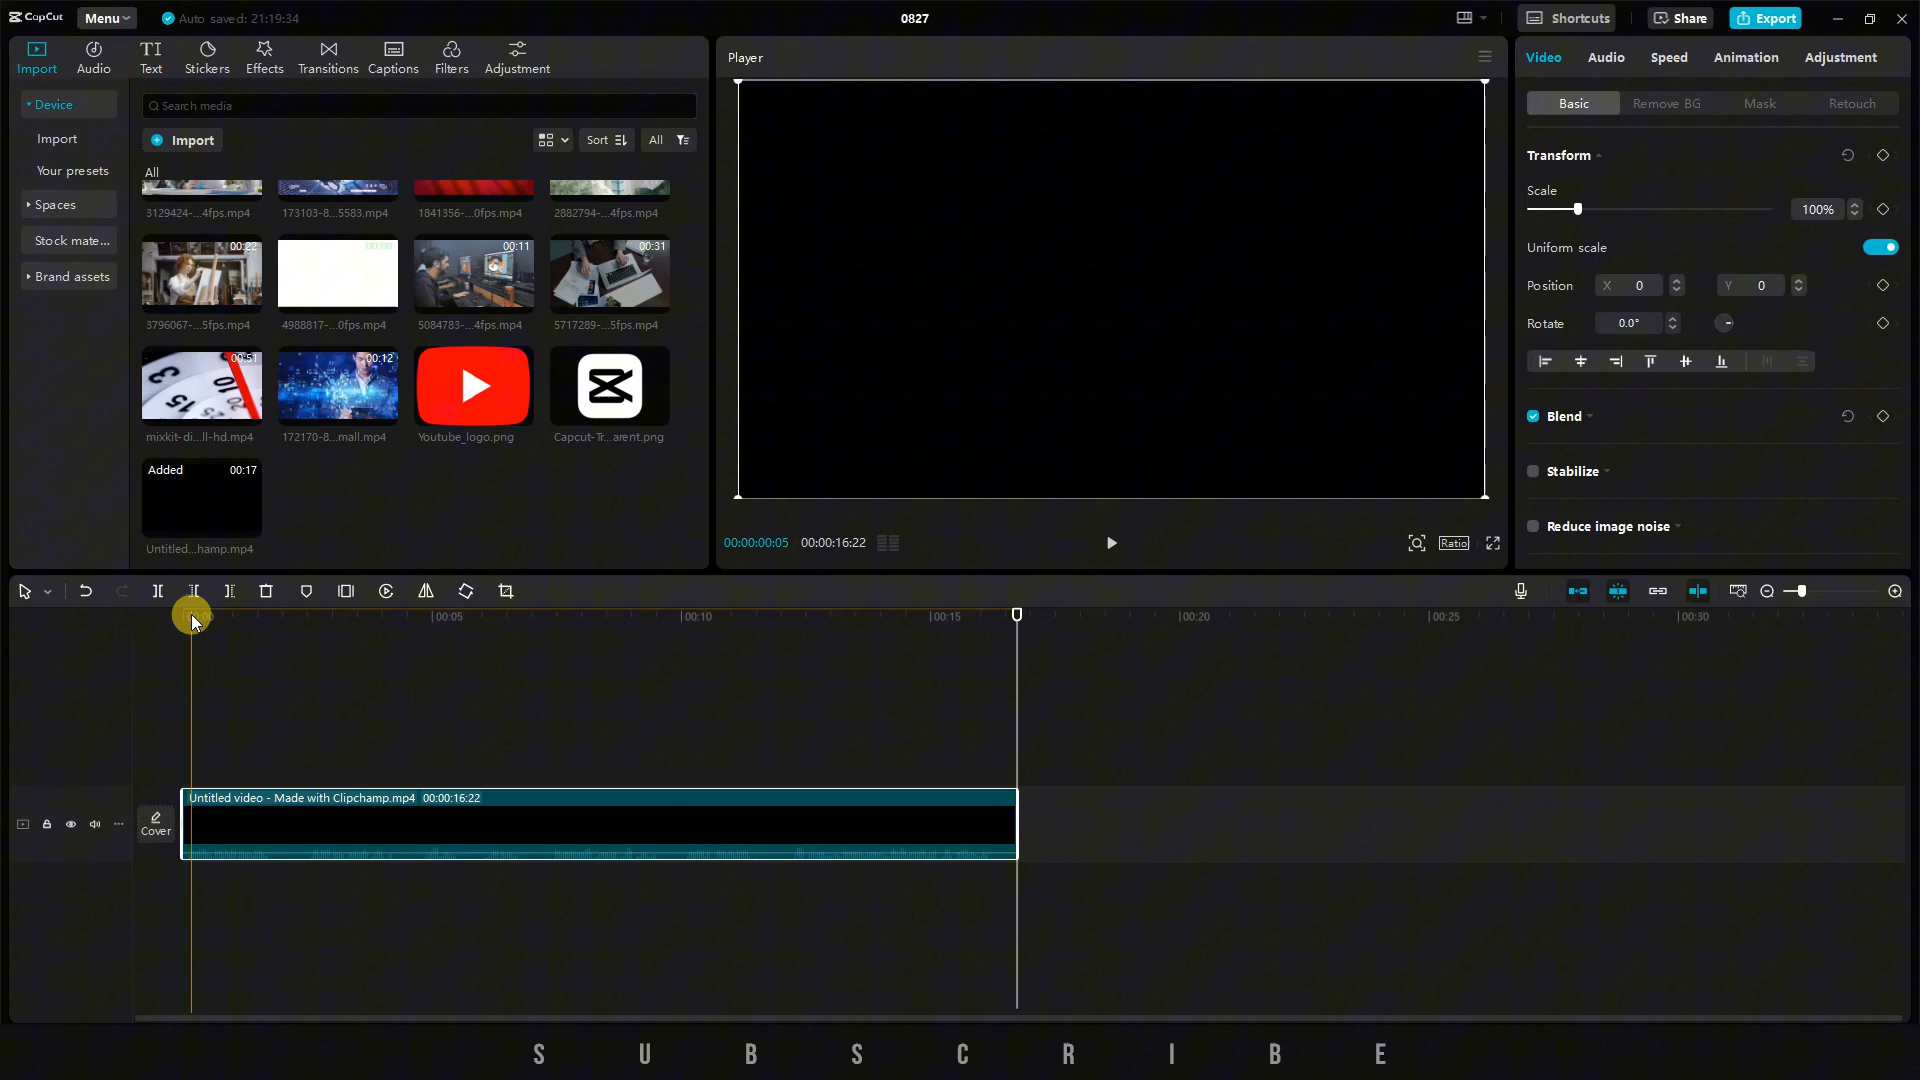 CapCut
Menu
Auto saved: 21:19:34
0827
Shortcuts
Share
Export
Import
Audio
Text
Stickers
Effects
Transitions
Captions
Filters
Adjustment
Device
Import
Your presets
Spaces
Stock mate...
Brand assets
Search media
Import
Sort
All
All
3129424-...4fps.mp4
173103-8...5583.mp4
1841356-...0fps.mp4
2882794-...4fps.mp4
00:22
00:00
00:11
00:31
3796067-...5fps.mp4
4988817-...0fps.mp4
5084783-...4fps.mp4
5717289-...5fps.mp4
00:51
00:12
mixkit-di...ll-hd.mp4
172170-8...mall.mp4
Youtube_logo.png
Capcut-Tr...arent.png
Added
00:17
Untitled...hamp.mp4
Player
00:00:00:05
00:00:16:22
Ratio
Video
Audio
Speed
Animation
Adjustment
Basic
Remove BG
Mask
Retouch
Transform
Scale
100%
Uniform scale
Position
X 0
Y 0
Rotate
0.0°
Blend
Stabilize
Reduce image noise
00:00
00:05
00:10
00:15
00:20
00:25
00:30
Cover
Untitled video - Made with Clipchamp.mp4 00:00:16:22
S U B S C R I B E